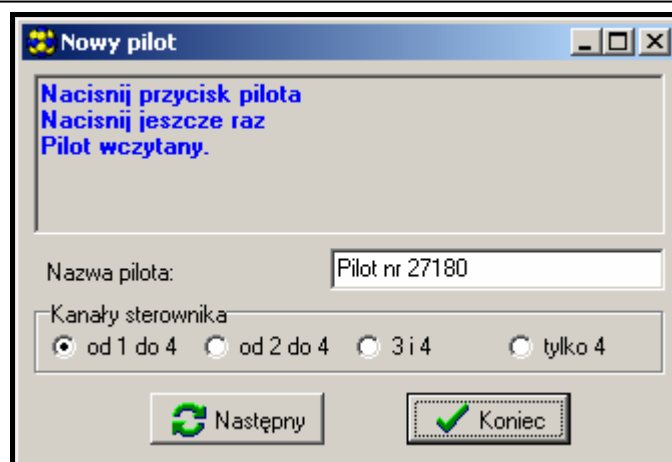 Nowy pilot
Nacisnij przycisk pilota
Nacisnij jeszcze raz
Pilot wczytany.
Nazwa pilota: Pilot nr 27180
Kanały sterownika
od 1 do 4 od 2 do 4 3 i 4 tylko 4
Następny Koniec